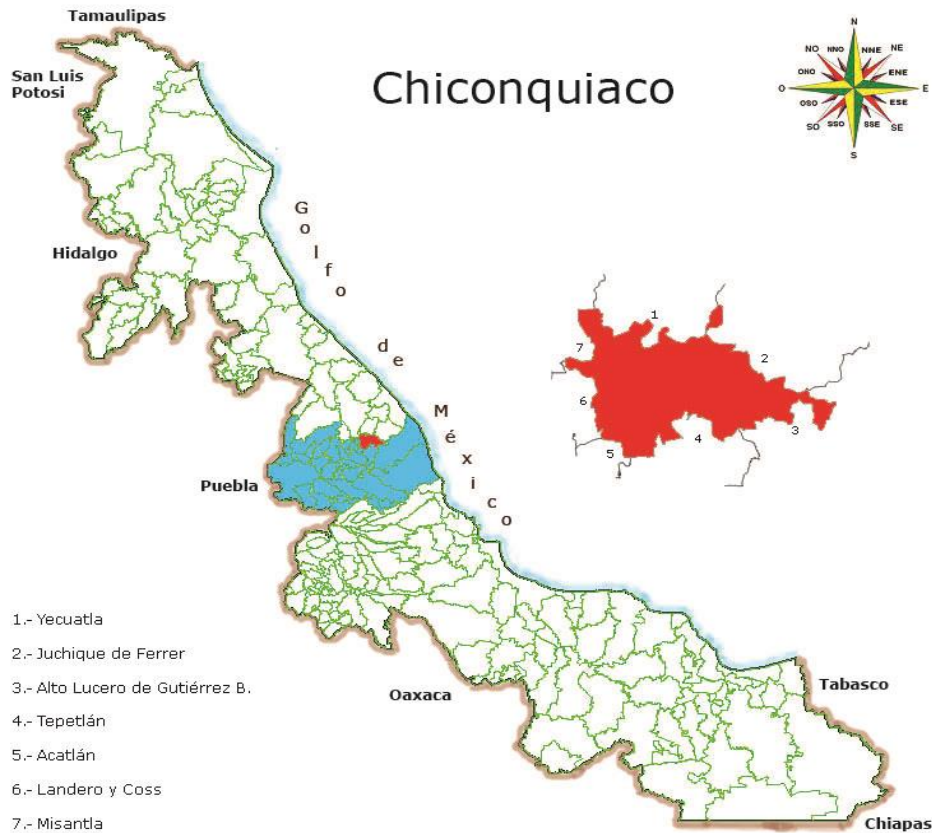 Tamaulipas
San Luis
Potosi
Chiconquiaco
N
NNO
NNE
NO
NE
ONO
ENE
O
E
OSO
ESE
SO
SSO
SSE
SE
S
Golfo de México
Hidalgo
Puebla
Oaxaca
Tabasco
Chiapas
1
2
3
4
5
6
7
1.- Yecuatla
2.- Juchique de Ferrer
3.- Alto Lucero de Gutiérrez B.
4.- Tepetlán
5.- Acatlán
6.- Landero y Coss
7.- Misantla